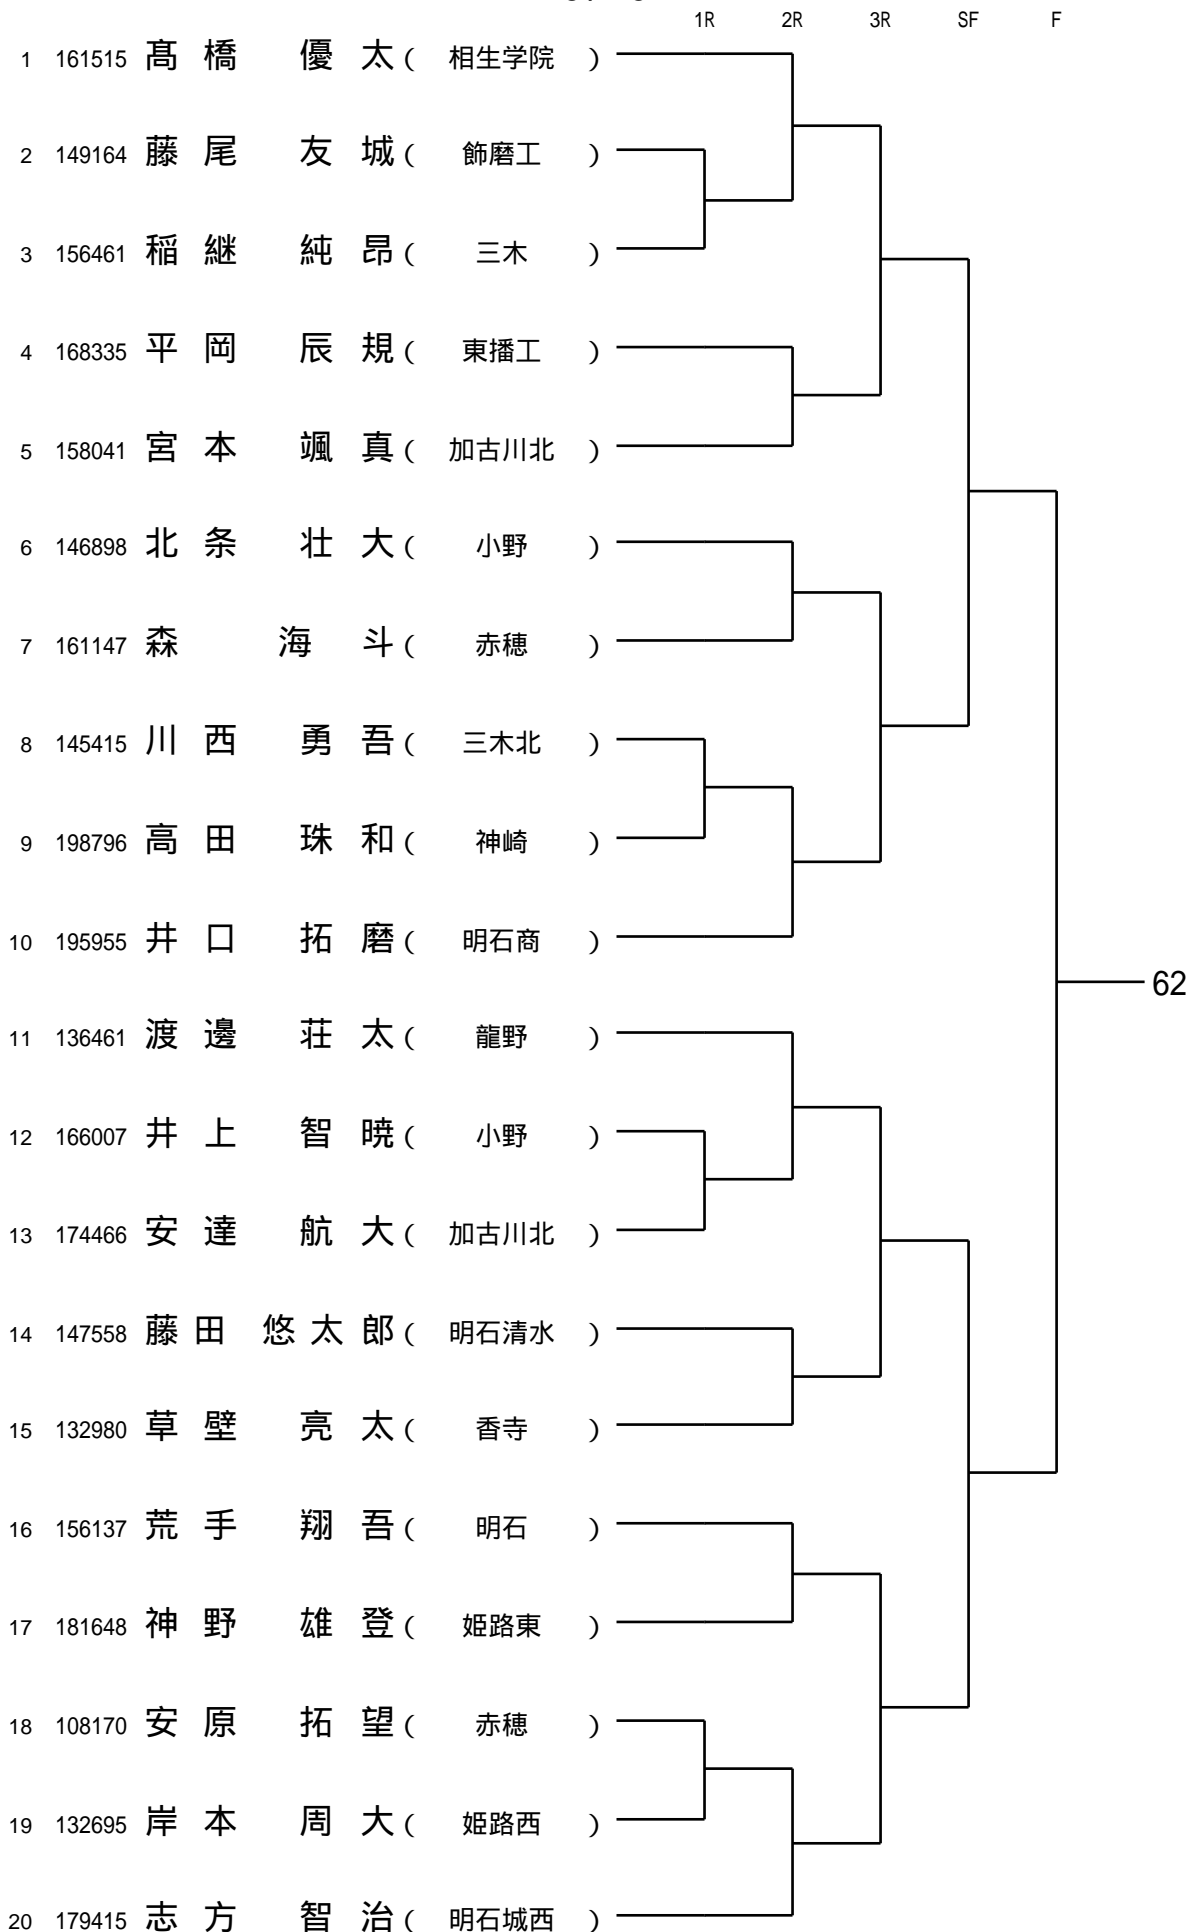 1R 2R 3R SF F
1 161515 髙橋 優太 ( 相生学院 )
2 149164 藤尾 友城 ( 飾磨工 )
3 156461 稲継 純昂 ( 三木 )
4 168335 平岡 辰規 ( 東播工 )
5 158041 宮本 颯真 ( 加古川北 )
6 146898 北条 壮大 ( 小野 )
7 161147 森 海斗 ( 赤穂 )
8 145415 川西 勇吾 ( 三木北 )
9 198796 高田 珠和 ( 神崎 )
10 195955 井口 拓磨 ( 明石商 )
62
11 136461 渡邊 荘太 ( 龍野 )
12 166007 井上 智暁 ( 小野 )
13 174466 安達 航大 ( 加古川北 )
14 147558 藤田 悠太郎 ( 明石清水 )
15 132980 草壁 亮太 ( 香寺 )
16 156137 荒手 翔吾 ( 明石 )
17 181648 神野 雄登 ( 姫路東 )
18 108170 安原 拓望 ( 赤穂 )
19 132695 岸本 周大 ( 姫路西 )
20 179415 志方 智治 ( 明石城西 )